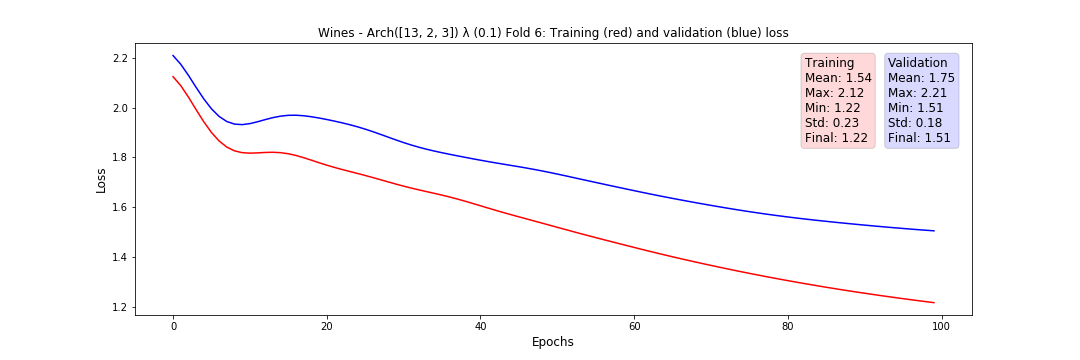 Wines - Arch([13, 2, 3]) λ (0.1) Fold 6: Training (red) and validation (blue) loss
Training
Mean: 1.54
Max: 2.12
Min: 1.22
Std: 0.23
Final: 1.22
Validation
Mean: 1.75
Max: 2.21
Min: 1.51
Std: 0.18
Final: 1.51
2.2
2.0
1.8
1.6
1.4
1.2
Loss
0
20
40
60
80
100
Epochs